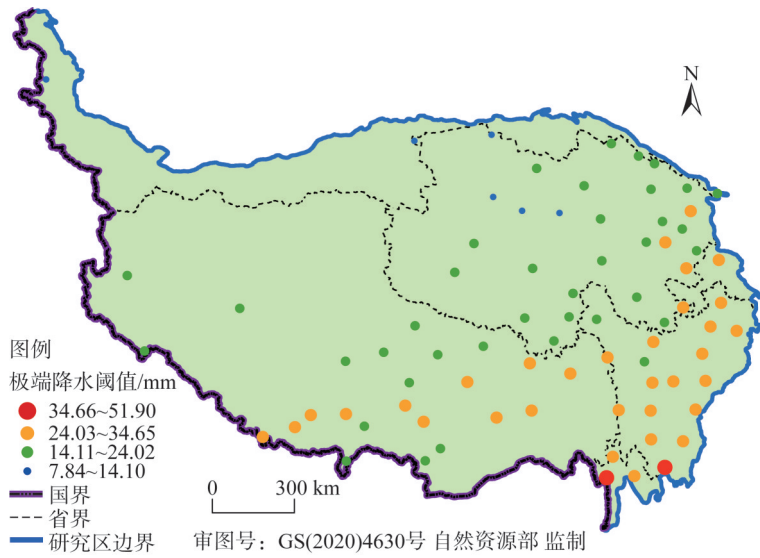 N
图例
极端降水阈值/mm
34.66~51.90
24.03~34.65
14.11~24.02
7.84~14.10
国界
省界
研究区边界
0 300 km
审图号：GS(2020)4630号 自然资源部 监制